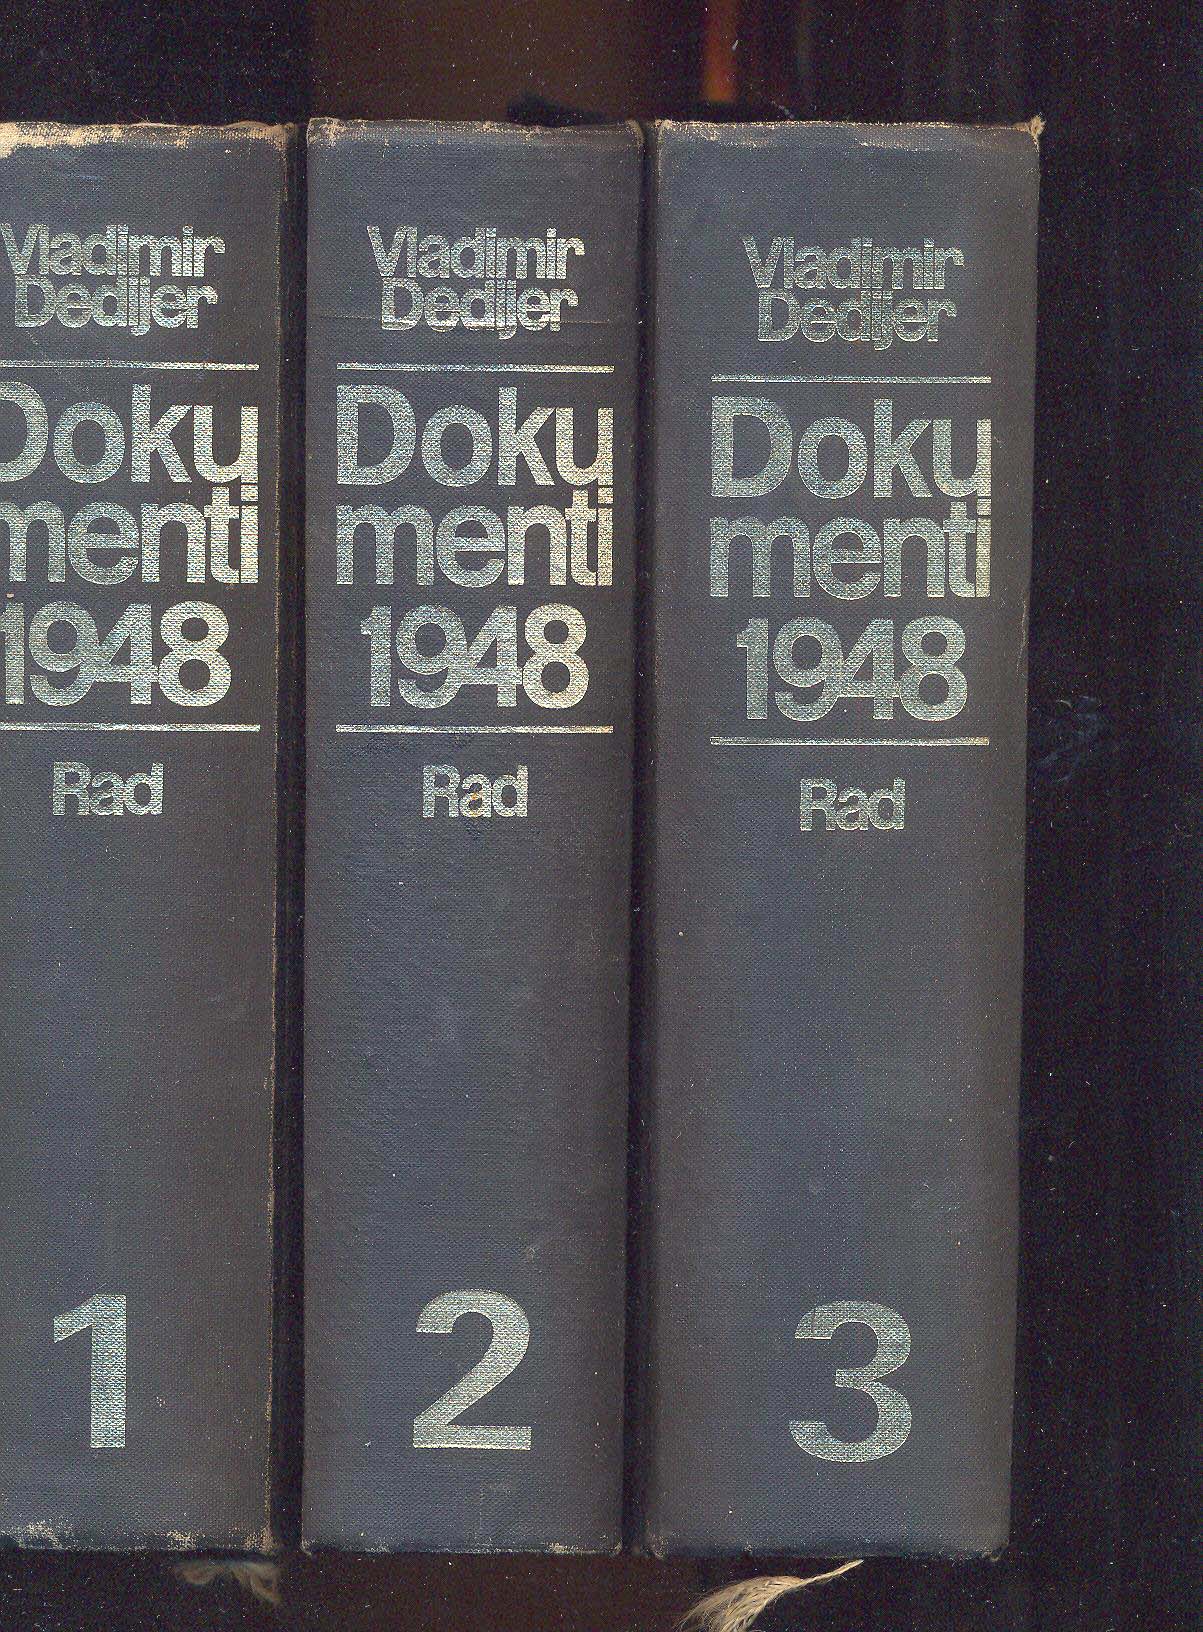 Vladimir
Dedijer
Doku
menti
1948
Rad
1
Vladimir
Dedijer
Doku
menti
1948
Rad
2
Vladimir
Dedijer
Doku
menti
1948
Rad
3